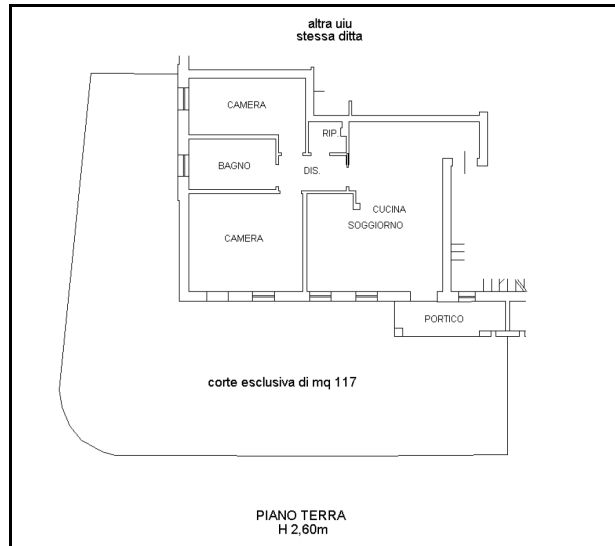 altra uiu
stessa ditta
CAMERA
RIP.
BAGNO
DIS.
CUCINA
SOGGIORNO
CAMERA
PORTICO
corte esclusiva di mq 117
PIANO TERRA
H 2,60m